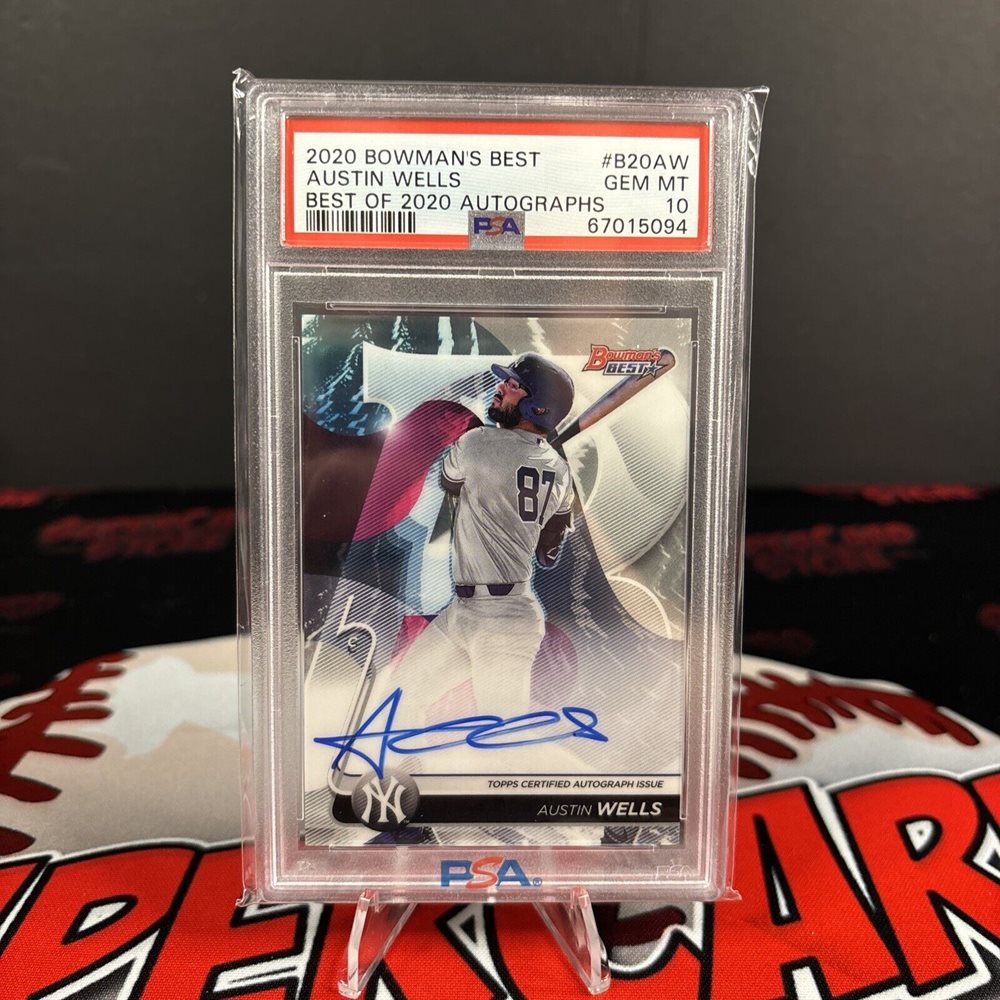 2020 BOWMAN'S BEST #B20AW
AUSTIN WELLS GEM MT
BEST OF 2020 AUTOGRAPHS 10
PSA 67015094
Bowman's
BEST
87
TOPPS CERTIFIED AUTOGRAPH ISSUE
NY AUSTIN WELLS
PSA
PERCAR